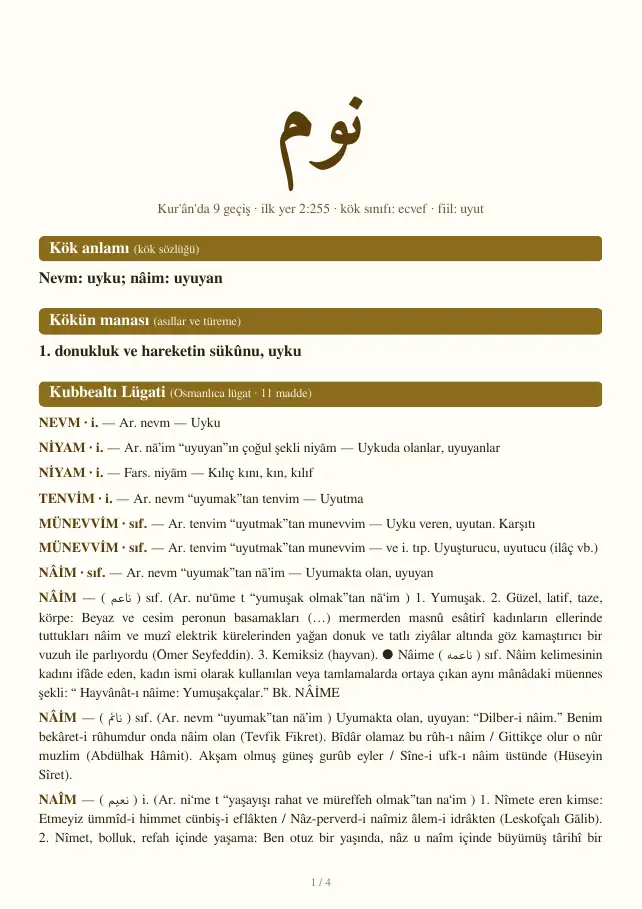 نوم
Kur'ân'da 9 geçiş · ilk yer 2:255 · kök sınıfı: ecvef · fiil: uyut
Kök anlamı (kök sözlüğü)
Nevm: uyku; nâim: uyuyan
Kökün manası (asıllar ve türeme)
1. donukluk ve hareketin sükûnu, uyku
Kubbealtı Lügati (Osmanlıca lügat · 11 madde)
NEVM · i. — Ar. nevm — Uyku
NİYAM · i. — Ar. nā’im “uyuyan”ın çoğul şekli niyām — Uykuda olanlar, uyuyanlar
NİYAM · i. — Fars. niyām — Kılıç kını, kın, kılıf
TENVİM · i. — Ar. nevm “uyumak”tan tenvіm — Uyutma
MÜNEVVİM · sıf. — Ar. tenvim “uyutmak”tan munevvim — Uyku veren, uyutan. Karşıtı
MÜNEVVİM · sıf. — Ar. tenvim “uyutmak”tan munevvim — ve i. tıp. Uyuşturucu, uyutucu (ilâç vb.)
NÂİM · sıf. — Ar. nevm “uyumak”tan nā’im — Uyumakta olan, uyuyan
NÂİM — ( ناعم ) sıf. (Ar. nu‘ūme t “yumuşak olmak”tan nā‘im ) 1. Yumuşak. 2. Güzel, latif, taze,
körpe: Beyaz ve cesim peronun basamakları (…) mermerden masnû esâtirî kadınların ellerinde
tuttukları nâim ve muzî elektrik kürelerinden yağan donuk ve tatlı ziyâlar altında göz kamaştırıcı bir
vuzuh ile parlıyordu (Ömer Seyfeddin). 3. Kemiksiz (hayvan). ● Nâime ( ناعمه ) sıf. Nâim kelimesinin
kadını ifâde eden, kadın ismi olarak kullanılan veya tamlamalarda ortaya çıkan aynı mânâdaki müennes
şekli: “ Hayvânât-ı nâime: Yumuşakçalar.” Bk. NÂİME
NÂİM — ( نائم ) sıf. (Ar. nevm “uyumak”tan nā’im ) Uyumakta olan, uyuyan: “Dilber-i nâim.” Benim
bekâret-i rûhumdur onda nâim olan (Tevfik Fikret). Bîdâr olamaz bu rûh-ı nâim / Gittikçe olur o nûr
muzlim (Abdülhak Hâmit). Akşam olmuş güneş gurûb eyler / Sîne-i ufk-ı nâim üstünde (Hüseyin
Sîret).
NAÎM — ( نعيم ) i. (Ar. ni‘me t “yaşayışı rahat ve müreffeh olmak”tan na‘іm ) 1. Nîmete eren kimse:
Etmeyiz ümmîd-i himmet cünbiş-i eflâkten / Nâz-perverd-i naîmiz âlem-i idrâkten (Leskofçalı Gālib).
2. Nîmet, bolluk, refah içinde yaşama: Ben otuz bir yaşında, nâz u naîm içinde büyümüş târihî bir
1 / 4